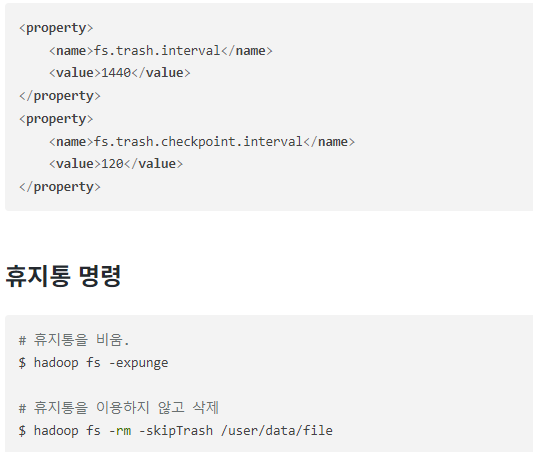 <property>
    <name>fs.trash.interval</name>
    <value>1440</value>
</property>
<property>
    <name>fs.trash.checkpoint.interval</name>
    <value>120</value>
</property>
휴지통 명령
# 휴지통을 비움.
$ hadoop fs -expunge
# 휴지통을 이용하지 않고 삭제
$ hadoop fs -rm -skipTrash /user/data/file